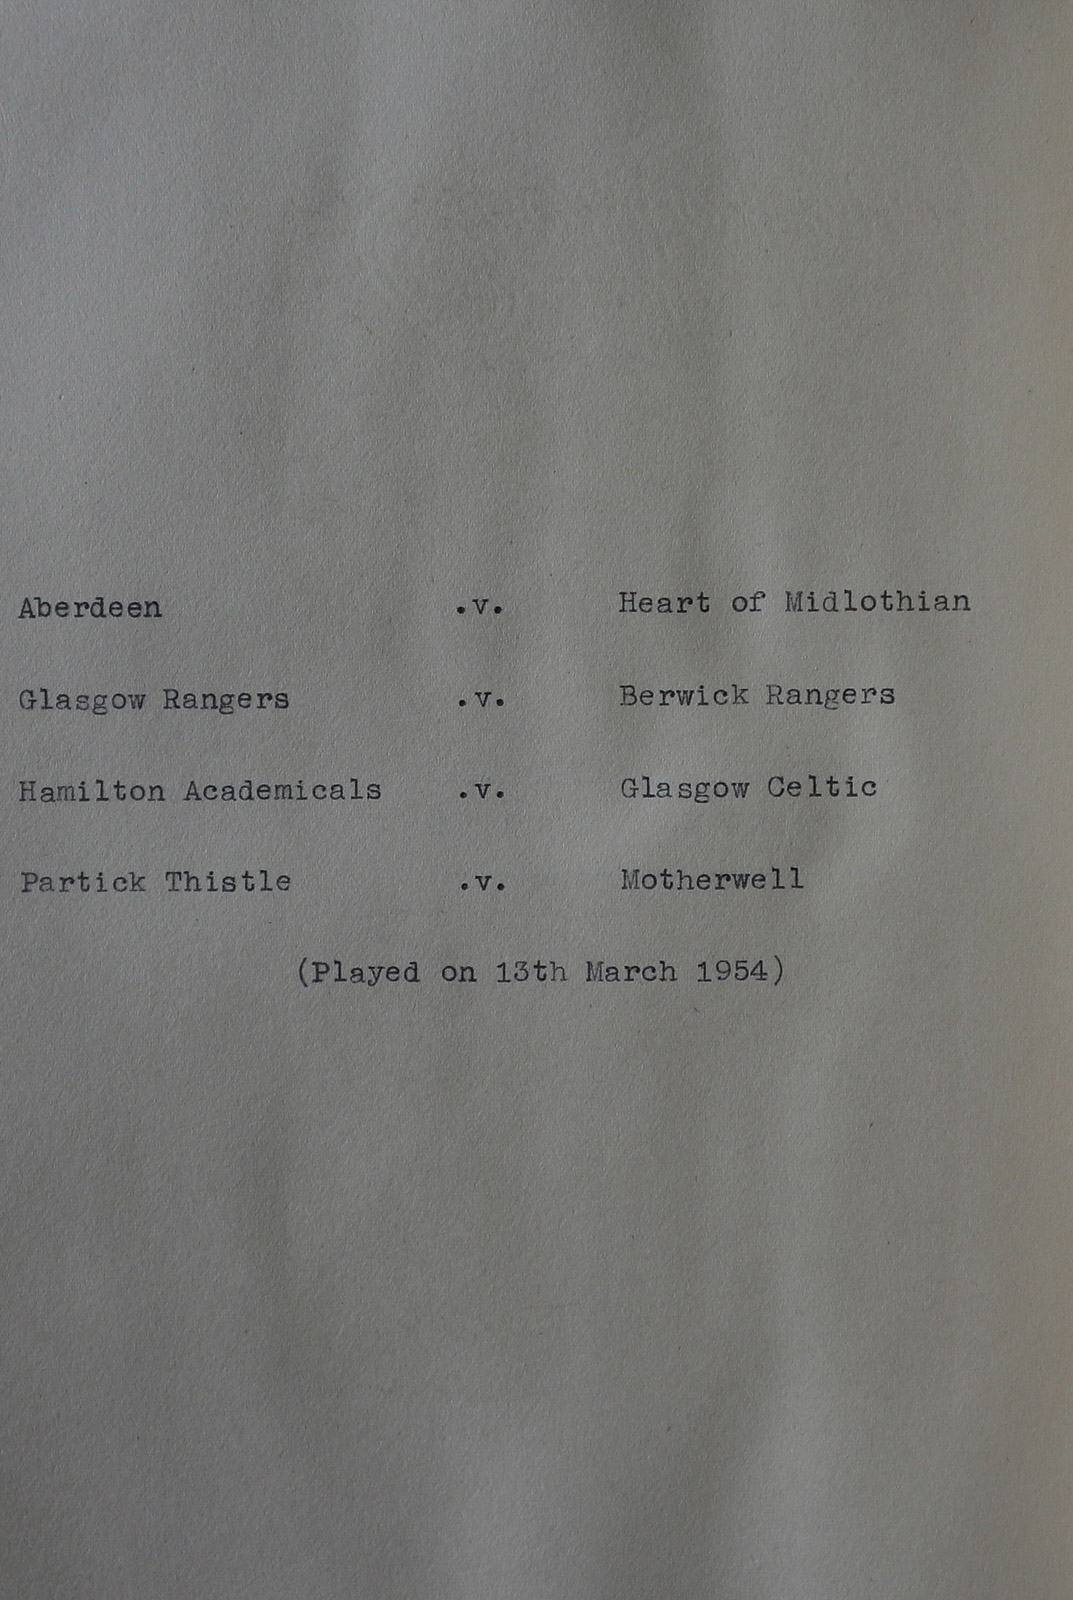 Aberdeen .v. Heart of Midlothian
Glasgow Rangers .v. Berwick Rangers
Hamilton Academicals .v. Glasgow Celtic
Partick Thistle .v. Motherwell
(Played on 13th March 1954)